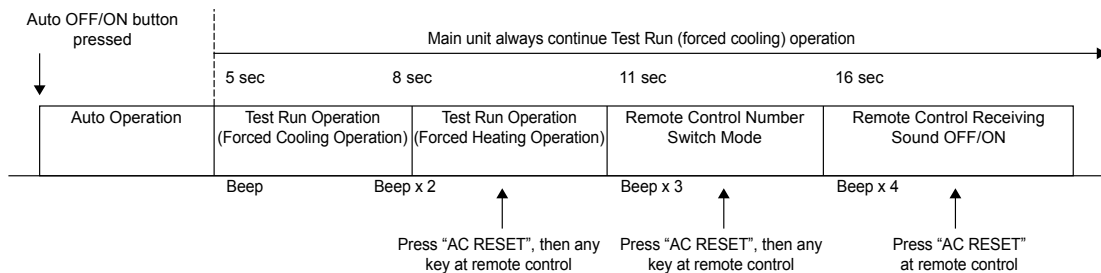 Auto OFF/ON button
pressed
Main unit always continue Test Run (forced cooling) operation
5 sec
8 sec
11 sec
16 sec
Auto Operation
Test Run Operation
(Forced Cooling Operation)
Test Run Operation
(Forced Heating Operation)
Remote Control Number
Switch Mode
Remote Control Receiving
Sound OFF/ON
Beep
Beep x 2
Beep x 3
Beep x 4
Press “AC RESET”, then any
key at remote control
Press “AC RESET”, then any
key at remote control
Press “AC RESET”
at remote control